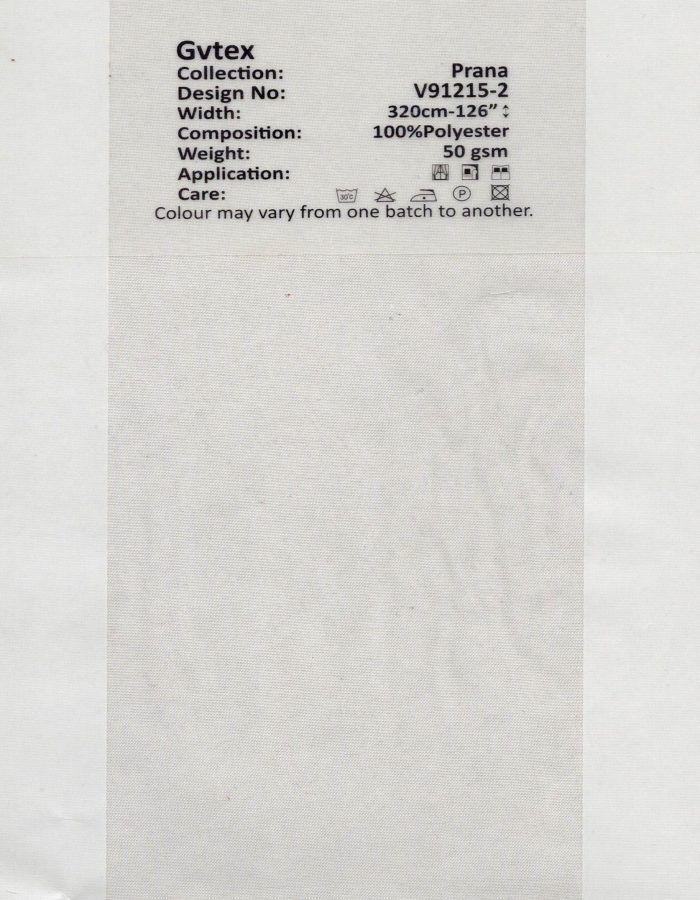 Gvtex
Collection: Prana
Design No: V91215-2
Width: 320cm-126” ↕
Composition: 100%Polyester
Weight: 50 gsm
Application:
Care: 30°C P
Colour may vary from one batch to another.